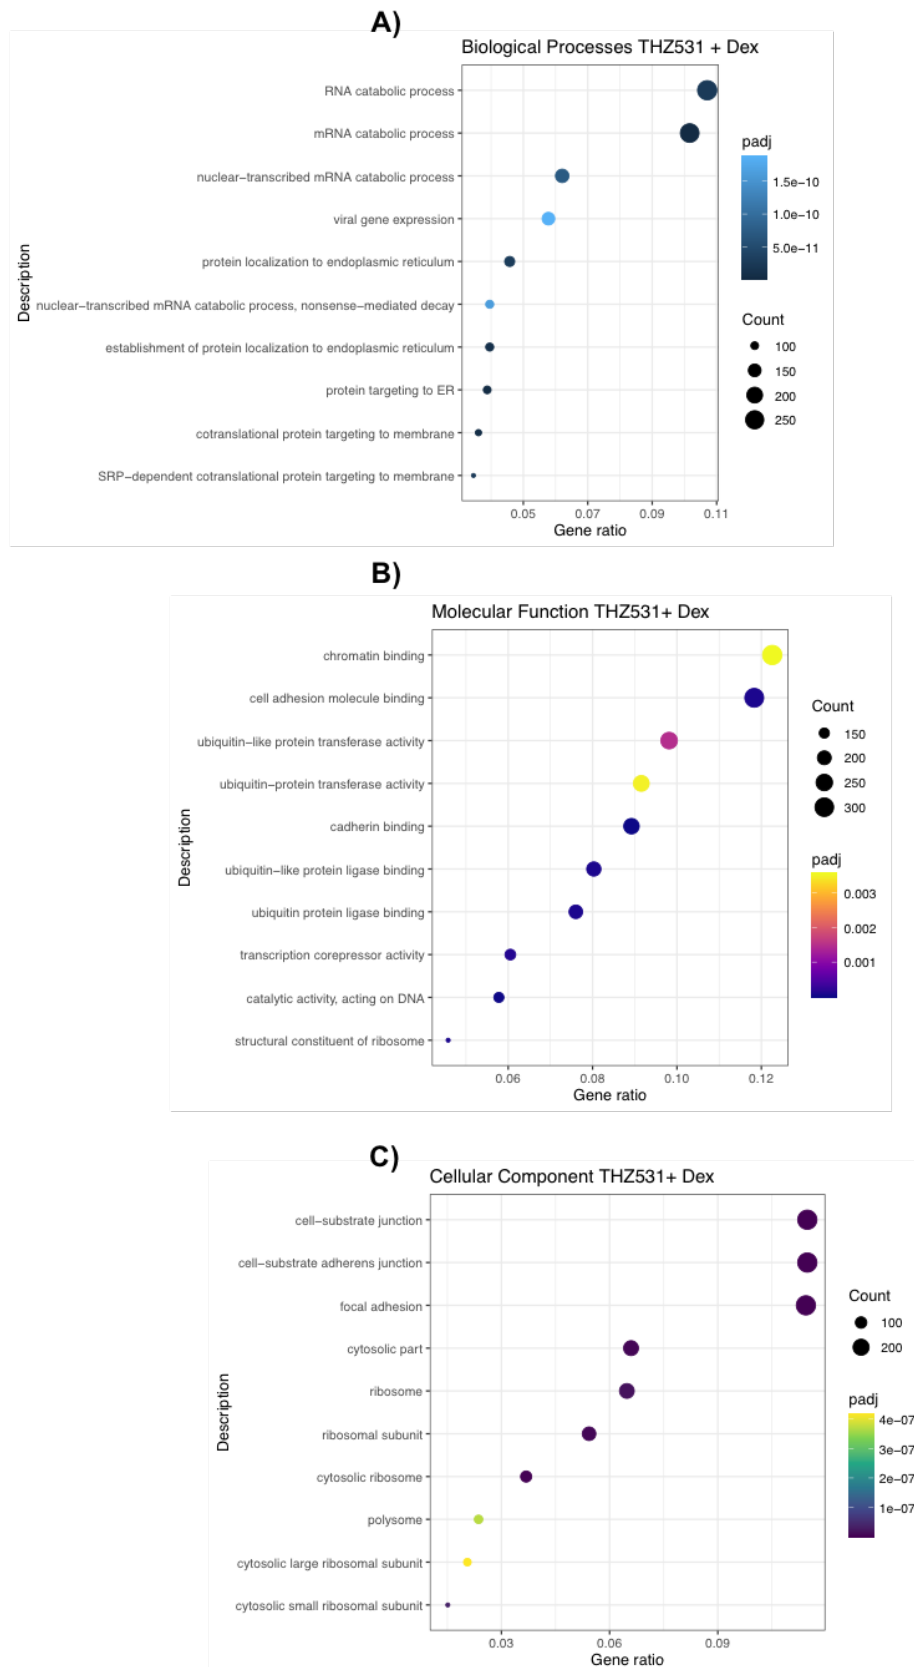 A)
Biological Processes THZ531 + Dex
Description
RNA catabolic process
mRNA catabolic process
nuclear−transcribed mRNA catabolic process
viral gene expression
protein localization to endoplasmic reticulum
nuclear−transcribed mRNA catabolic process, nonsense−mediated decay
establishment of protein localization to endoplasmic reticulum
protein targeting to ER
cotranslational protein targeting to membrane
SRP−dependent cotranslational protein targeting to membrane
0.05 0.07 0.09 0.11
Gene ratio
padj
1.5e−10
1.0e−10
5.0e−11
Count
100
150
200
250
B)
Molecular Function THZ531+ Dex
Description
chromatin binding
cell adhesion molecule binding
ubiquitin−like protein transferase activity
ubiquitin−protein transferase activity
cadherin binding
ubiquitin−like protein ligase binding
ubiquitin protein ligase binding
transcription corepressor activity
catalytic activity, acting on DNA
structural constituent of ribosome
0.06 0.08 0.10 0.12
Gene ratio
Count
150
200
250
300
padj
0.003
0.002
0.001
C)
Cellular Component THZ531+ Dex
Description
cell−substrate junction
cell−substrate adherens junction
focal adhesion
cytosolic part
ribosome
ribosomal subunit
cytosolic ribosome
polysome
cytosolic large ribosomal subunit
cytosolic small ribosomal subunit
0.03 0.06 0.09
Gene ratio
Count
100
200
padj
4e−07
3e−07
2e−07
1e−07